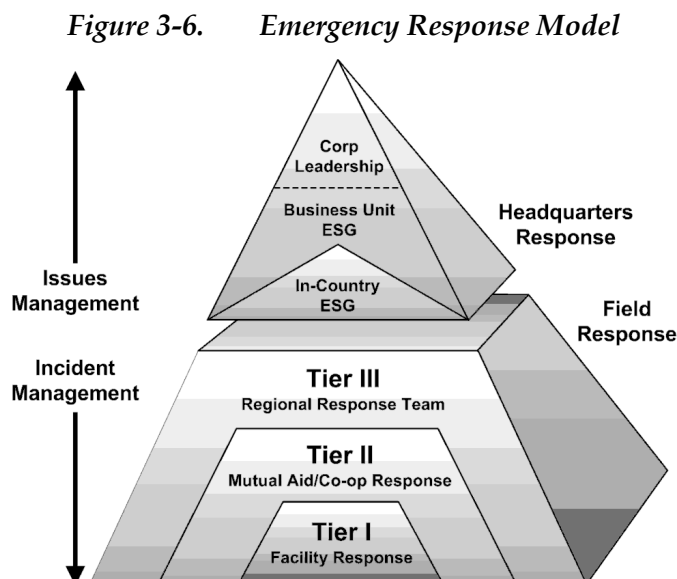 Figure 3-6. Emergency Response Model
Corp
Leadership
Business Unit
ESG
In-Country
ESG
Headquarters
Response
Issues
Management
Field
Response
Incident
Management
Tier III
Regional Response Team
Tier II
Mutual Aid/Co-op Response
Tier I
Facility Response